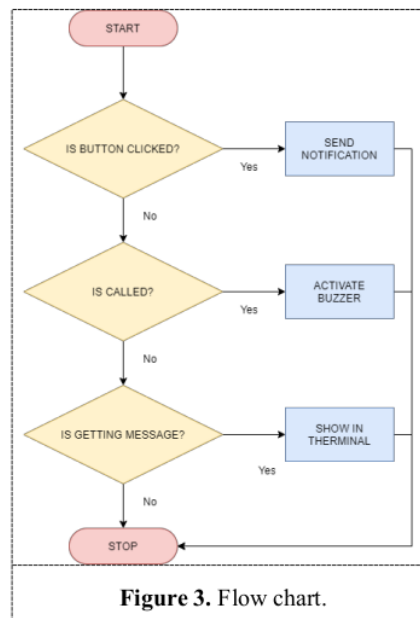 START
IS BUTTON CLICKED?
Yes
SEND
NOTIFICATION
No
IS CALLED?
Yes
ACTIVATE
BUZZER
No
IS GETTING MESSAGE?
Yes
SHOW IN
THERMINAL
No
STOP
Figure 3. Flow chart.